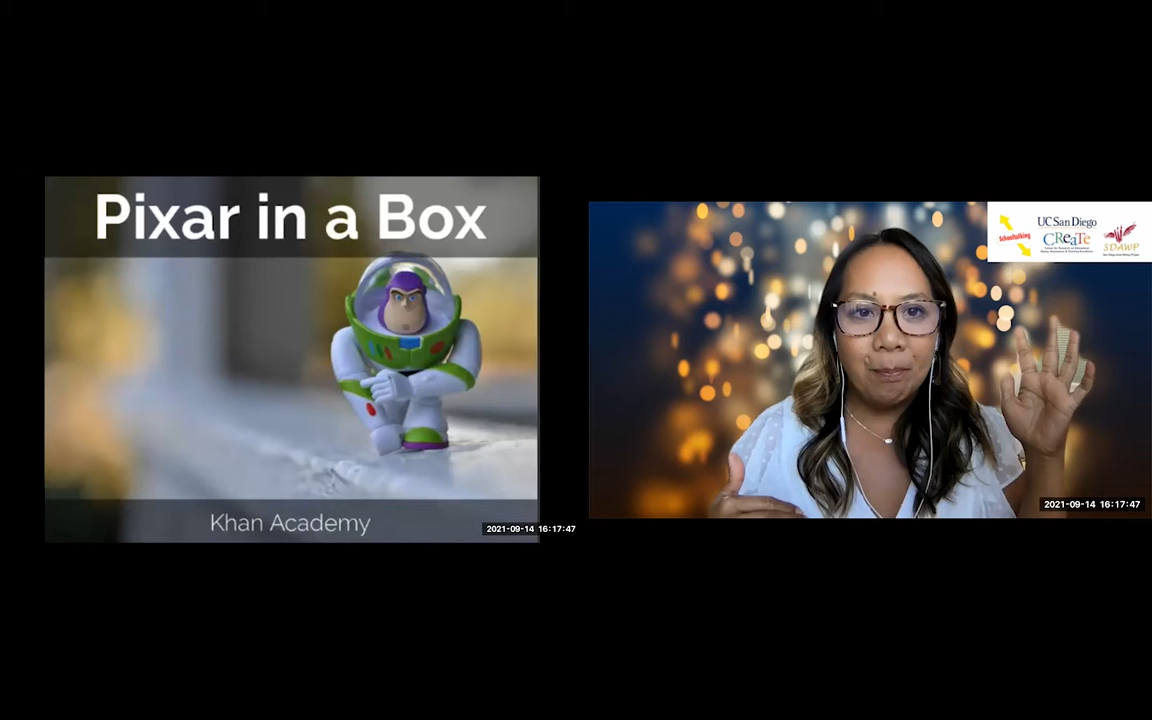 Pixar in a Box
Khan Academy
2021-09-14 16:17:47
Schooltalking
UC San Diego
CREaTE
SDAWP
2021-09-14 16:17:47